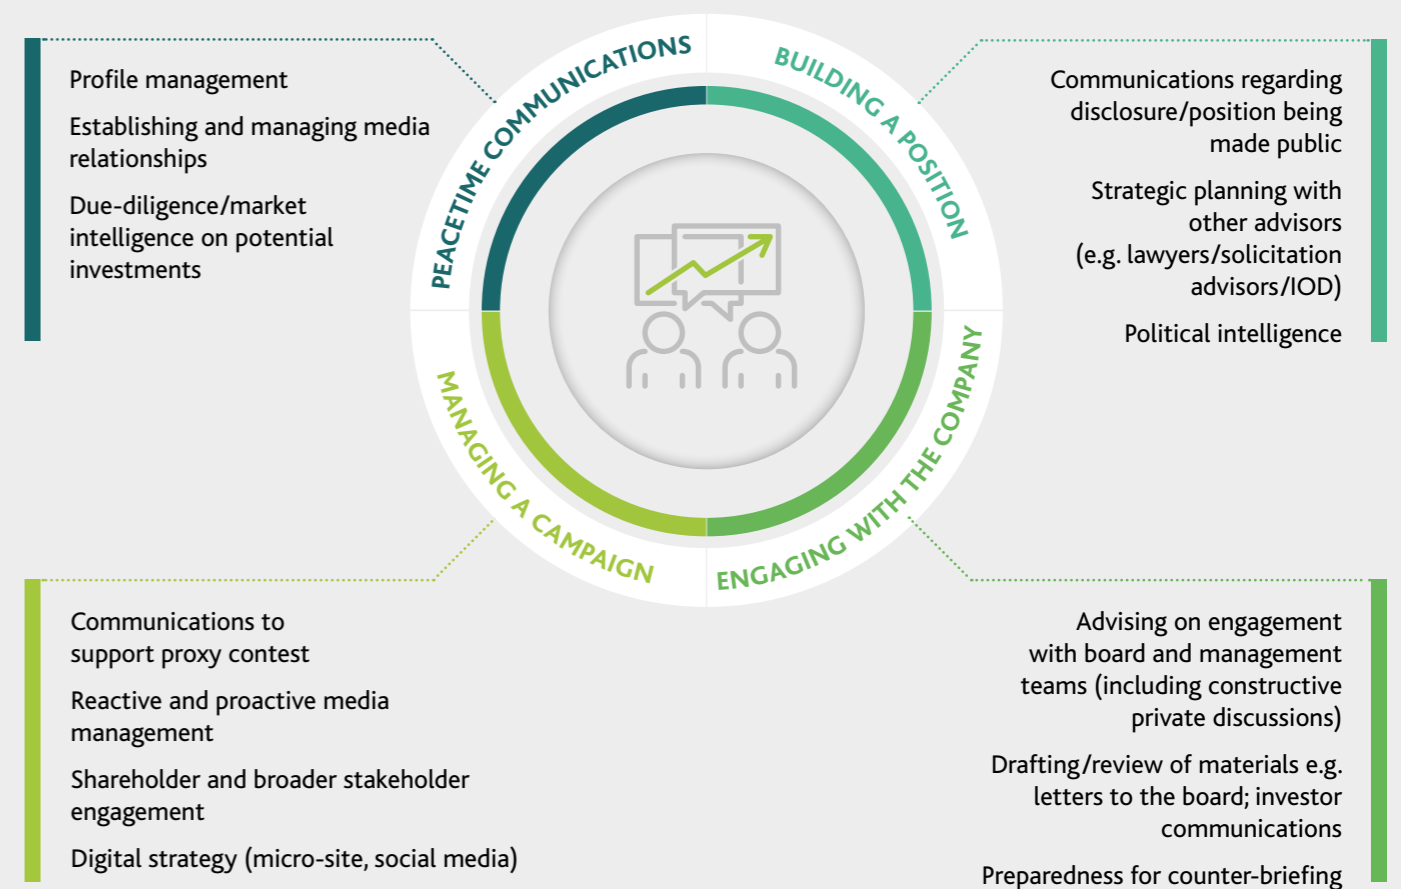 PEACETIME COMMUNICATIONS
Profile management
Establishing and managing media
relationships
Due-diligence/market
intelligence on potential
investments
BUILDING A POSITION
Communications regarding
disclosure/position being
made public
Strategic planning with
other advisors
(e.g. lawyers/solicitation
advisors/IOD)
Political intelligence
MANAGING A CAMPAIGN
Communications to
support proxy contest
Reactive and proactive media
management
Shareholder and broader stakeholder
engagement
Digital strategy (micro-site, social media)
ENGAGING WITH THE COMPANY
Advising on engagement
with board and management
teams (including constructive
private discussions)
Drafting/review of materials e.g.
letters to the board; investor
communications
Preparedness for counter-briefing